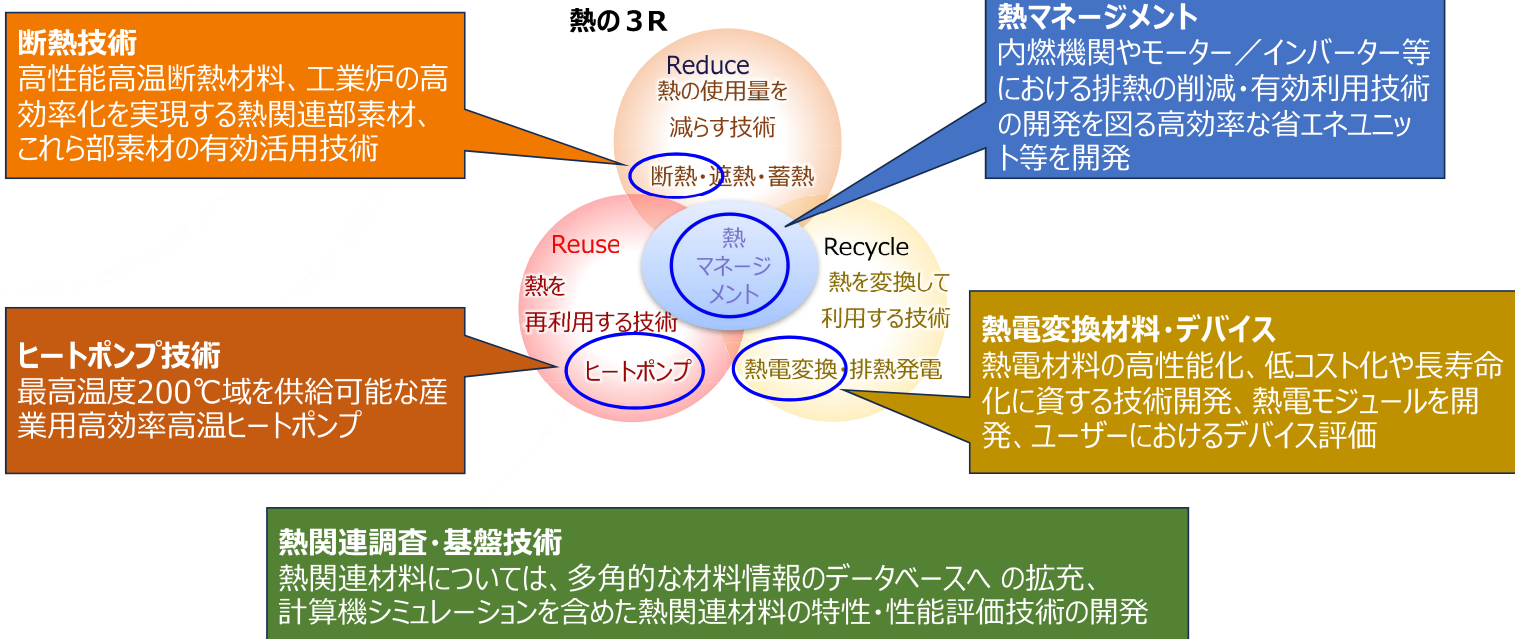 熱の3R
断熱技術
高性能高温断熱材料、工業炉の高
効率化を実現する熱関連部素材、
これら部素材の有効活用技術
Reduce
熱の使用量を
減らす技術
断熱・遮熱・蓄熱
熱マネージメント
内燃機関やモーター／インバーター等
における排熱の削減・有効利用技術
の開発を図る高効率な省エネユニッ
ト等を開発
Reuse
熱を
再利用する技術
ヒートポンプ
熱
マネージ
メント
Recycle
熱を変換して
利用する技術
熱電変換・排熱発電
ヒートポンプ技術
最高温度200℃域を供給可能な産
業用高効率高温ヒートポンプ
熱電変換材料・デバイス
熱電材料の高性能化、低コスト化や長寿命
化に資する技術開発、熱電モジュールを開
発、ユーザーにおけるデバイス評価
熱関連調査・基盤技術
熱関連材料については、多角的な材料情報のデータベースへ の拡充、
計算機シミュレーションを含めた熱関連材料の特性・性能評価技術の開発